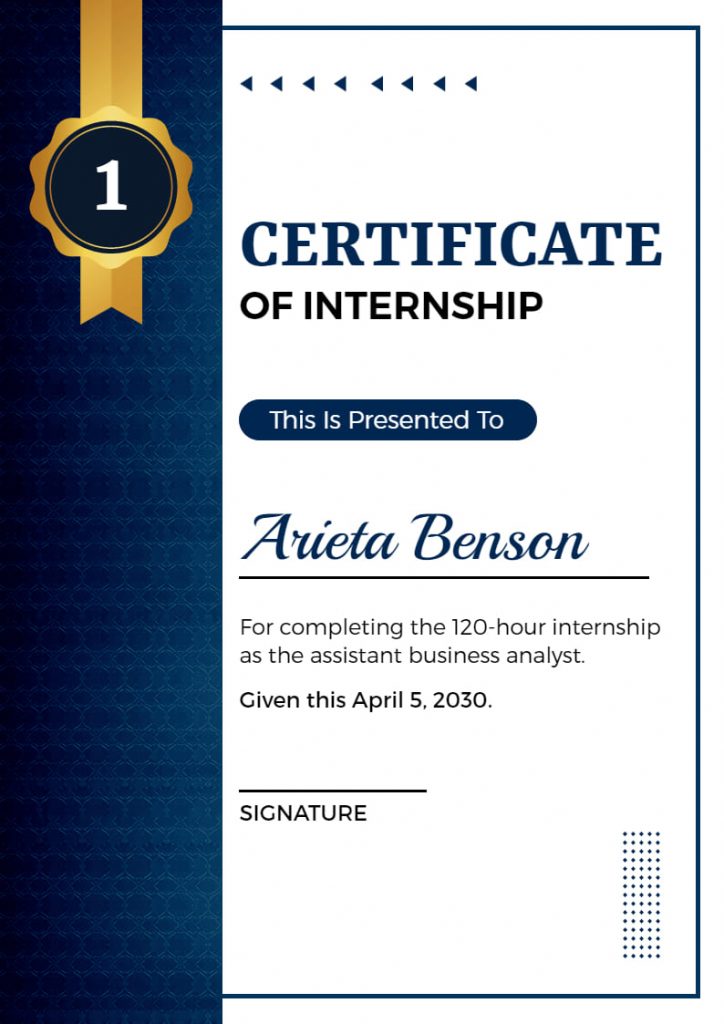 1
CERTIFICATE
OF INTERNSHIP
This Is Presented To
Arieta Benson
For completing the 120-hour internship
as the assistant business analyst.
Given this April 5, 2030.
SIGNATURE